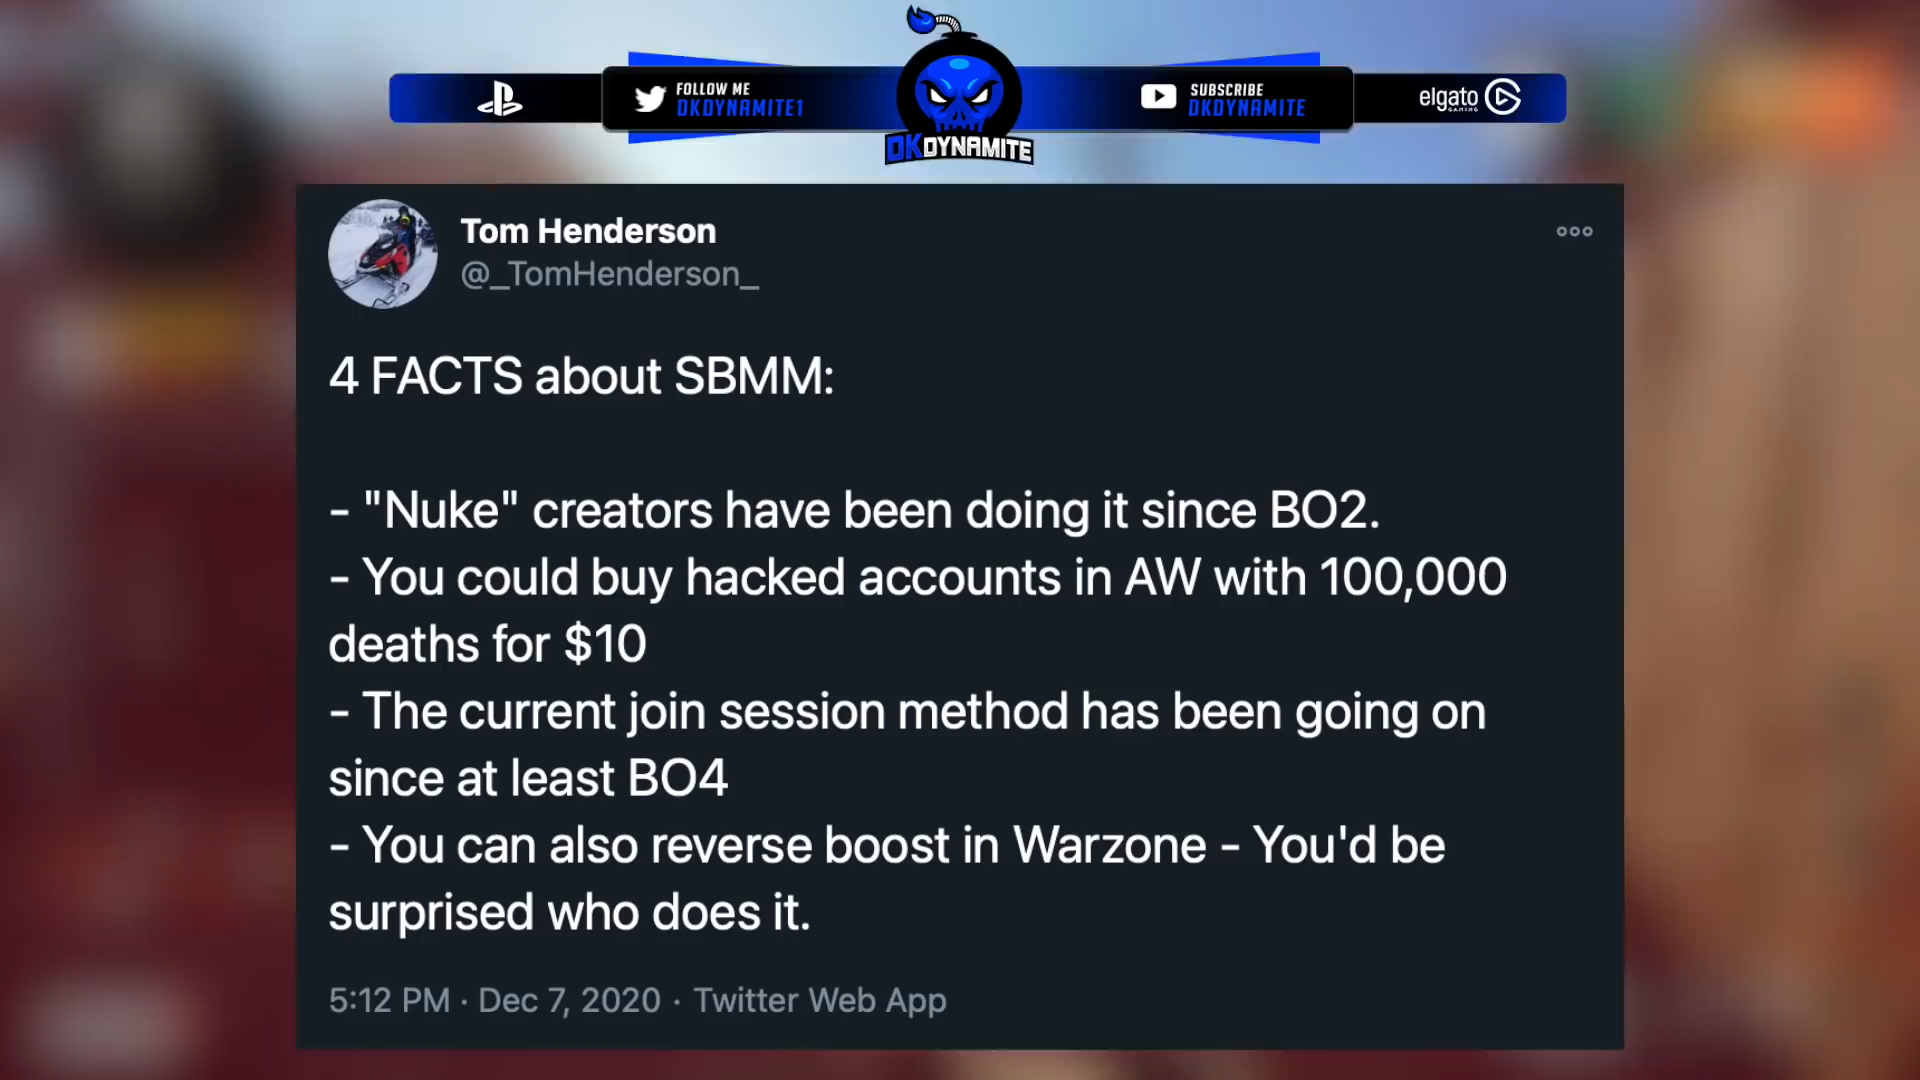 FOLLOW ME
DKDYNAMITE1
SUBSCRIBE
DKDYNAMITE
elgato
GAMING
DKDYNAMITE
Tom Henderson
@_TomHenderson_
4 FACTS about SBMM:
- "Nuke" creators have been doing it since BO2.
- You could buy hacked accounts in AW with 100,000
deaths for $10
- The current join session method has been going on
since at least BO4
- You can also reverse boost in Warzone - You'd be
surprised who does it.
5:12 PM · Dec 7, 2020 · Twitter Web App